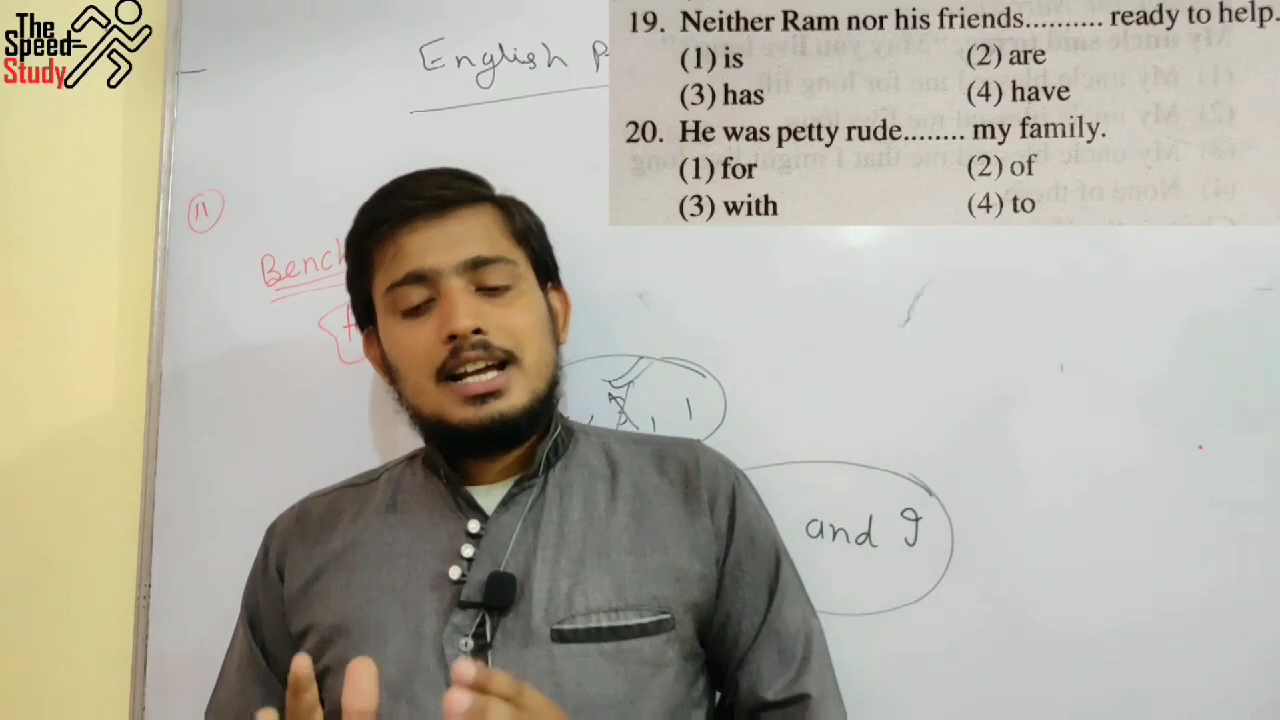 The
Speed
Study
English
19. Neither Ram nor his friends.......... ready to help.
(1) is (2) are
(3) has (4) have
20. He was petty rude........ my family.
(1) for (2) of
(3) with (4) to
11
and I